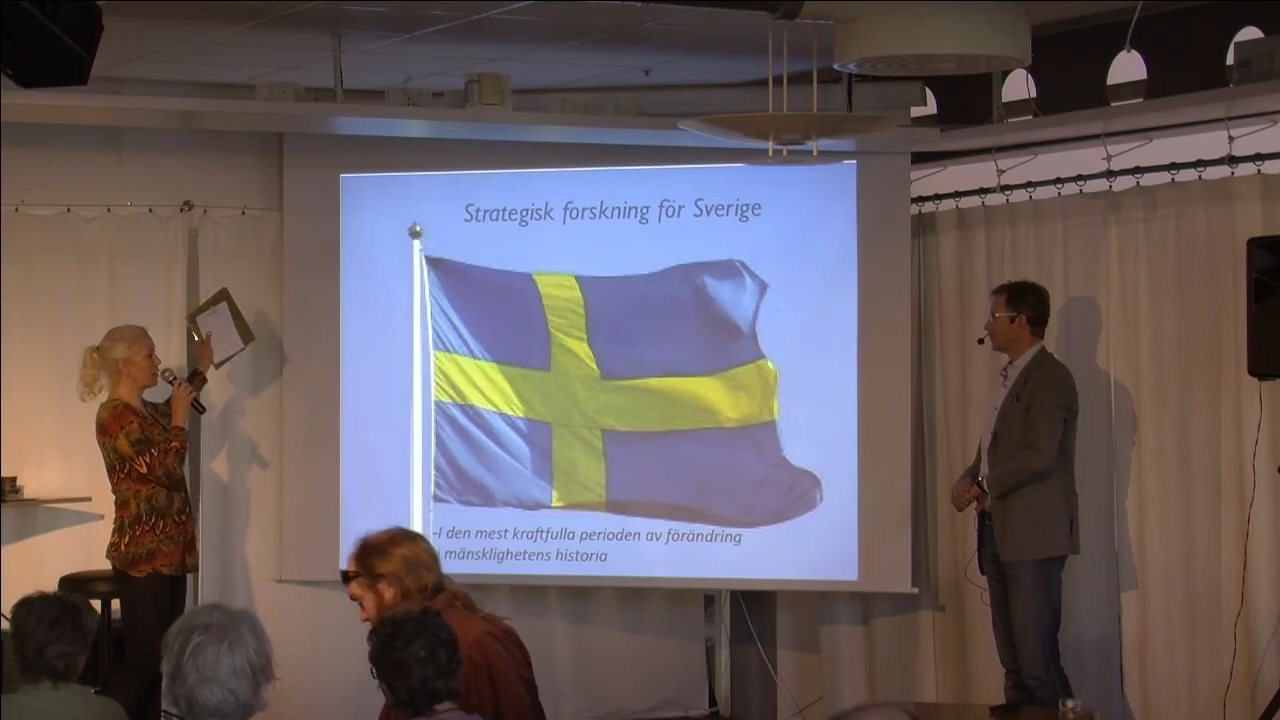 Strategisk forskning för Sverige
-I den mest kraftfulla perioden av förändring
i mänsklighetens historia